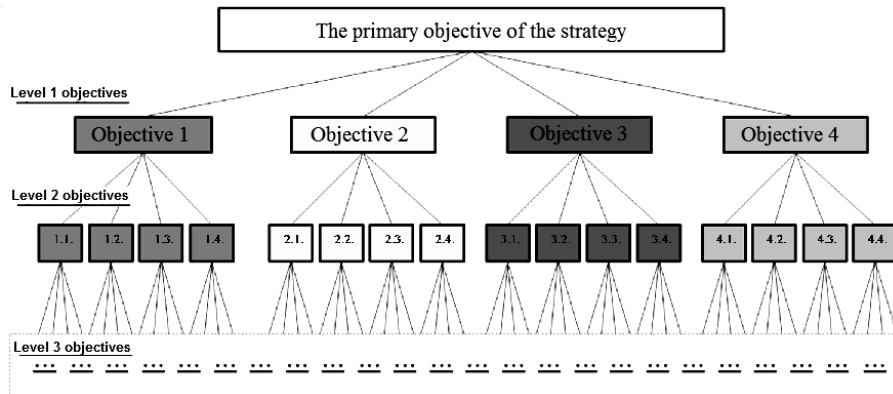 The primary objective of the strategy
Level 1 objectives
Objective 1 Objective 2 Objective 3 Objective 4
Level 2 objectives
1.1. 1.2. 1.3. 1.4. 2.1. 2.2. 2.3. 2.4. 3.1. 3.2. 3.3. 3.4. 4.1. 4.2. 4.3. 4.4.
Level 3 objectives
... ... ... ... ... ... ... ... ... ... ... ... ... ... ... ... ... ... ... ... ... ... ... ...